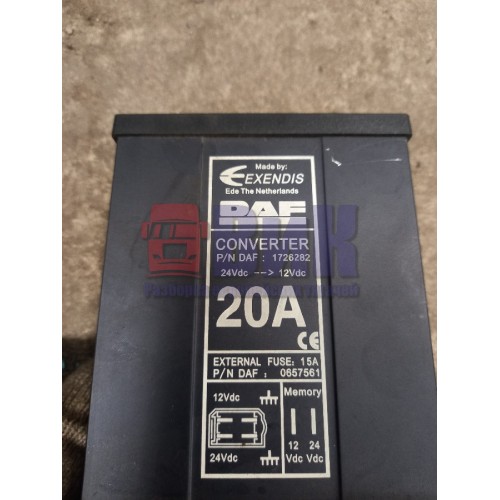 Made by:
EXENDIS
Ede The Netherlands
DAF
CONVERTER
P/N DAF : 1726282
24Vdc --> 12Vdc
20A
CE
EXTERNAL FUSE: 15A
P/N DAF : 0657561
12Vdc
Memory
24Vdc
12 24
Vdc Vdc